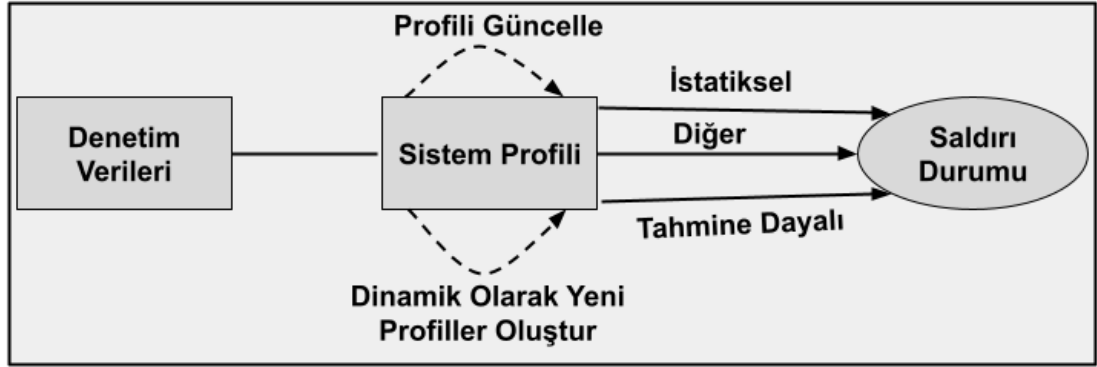 Profili Güncelle
İstatiksel
Denetim
Verileri
Sistem Profili
Diğer
Saldırı
Durumu
Tahmine Dayalı
Dinamik Olarak Yeni
Profiller Oluştur